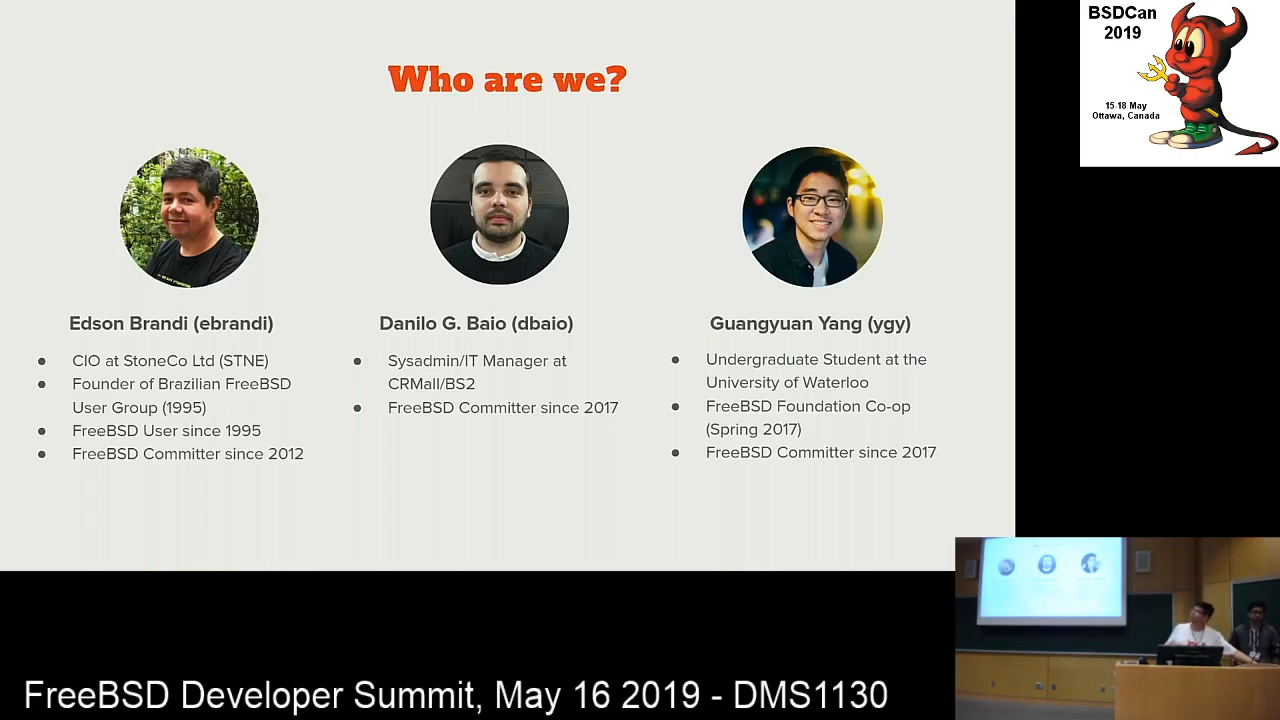 Who are we?
Edson Brandi (ebrandi)
● CIO at StoneCo Ltd (STNE)
● Founder of Brazilian FreeBSD
User Group (1995)
● FreeBSD User since 1995
● FreeBSD Committer since 2012
Danilo G. Baio (dbaio)
● Sysadmin/IT Manager at
CRMall/BS2
● FreeBSD Committer since 2017
Guangyuan Yang (ygy)
● Undergraduate Student at the
University of Waterloo
● FreeBSD Foundation Co-op
(Spring 2017)
● FreeBSD Committer since 2017
BSDCan
2019
15-18 May
Ottawa, Canada
FreeBSD Developer Summit, May 16 2019 - DMS1130